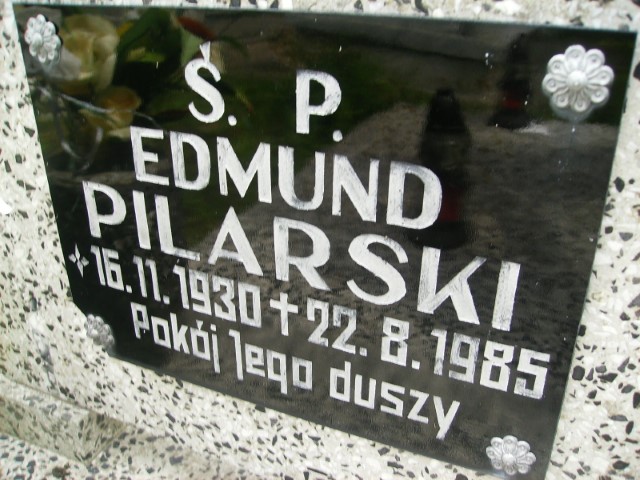 Ś. P.
EDMUND
PILARSKI
16.11.1930 ✝ 22.8.1985
Pokój Jego duszy